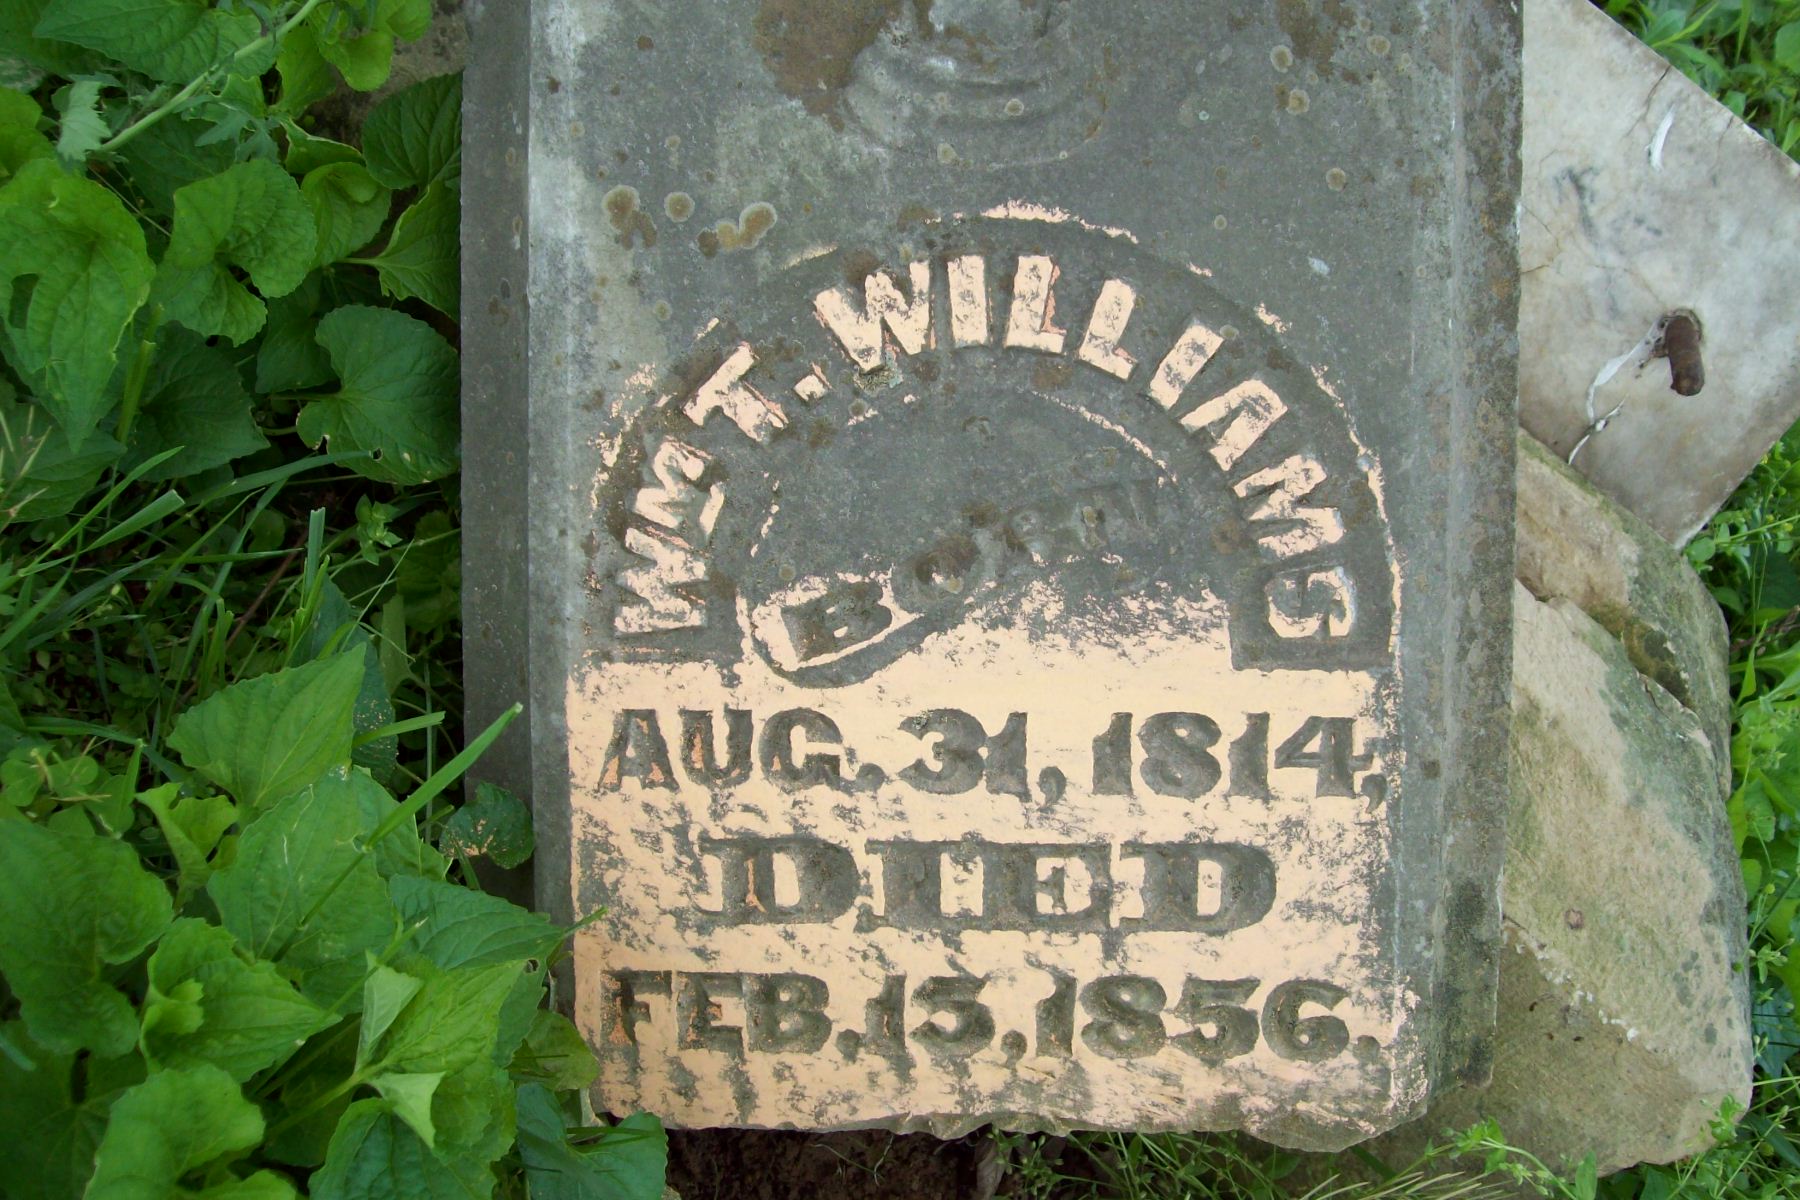 WM. T. WILLIAMS
BORN
AUG. 31, 1814,
DIED
FEB. 15, 1856.